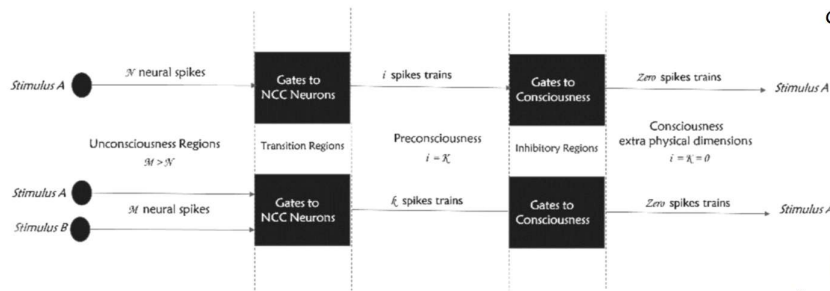 Stimulus A
N neural spikes
Gates to
NCC Neurons
i spikes trains
Gates to
Consciousness
Zero spikes trains
Stimulus A
Unconsciousness Regions
M > N
Transition Regions
Preconsciousness
i = K
Inhibitory Regions
Consciousness
extra physical dimensions
i = K = 0
Stimulus A
Stimulus B
M neural spikes
Gates to
NCC Neurons
k spikes trains
Gates to
Consciousness
Zero spikes trains
Stimulus